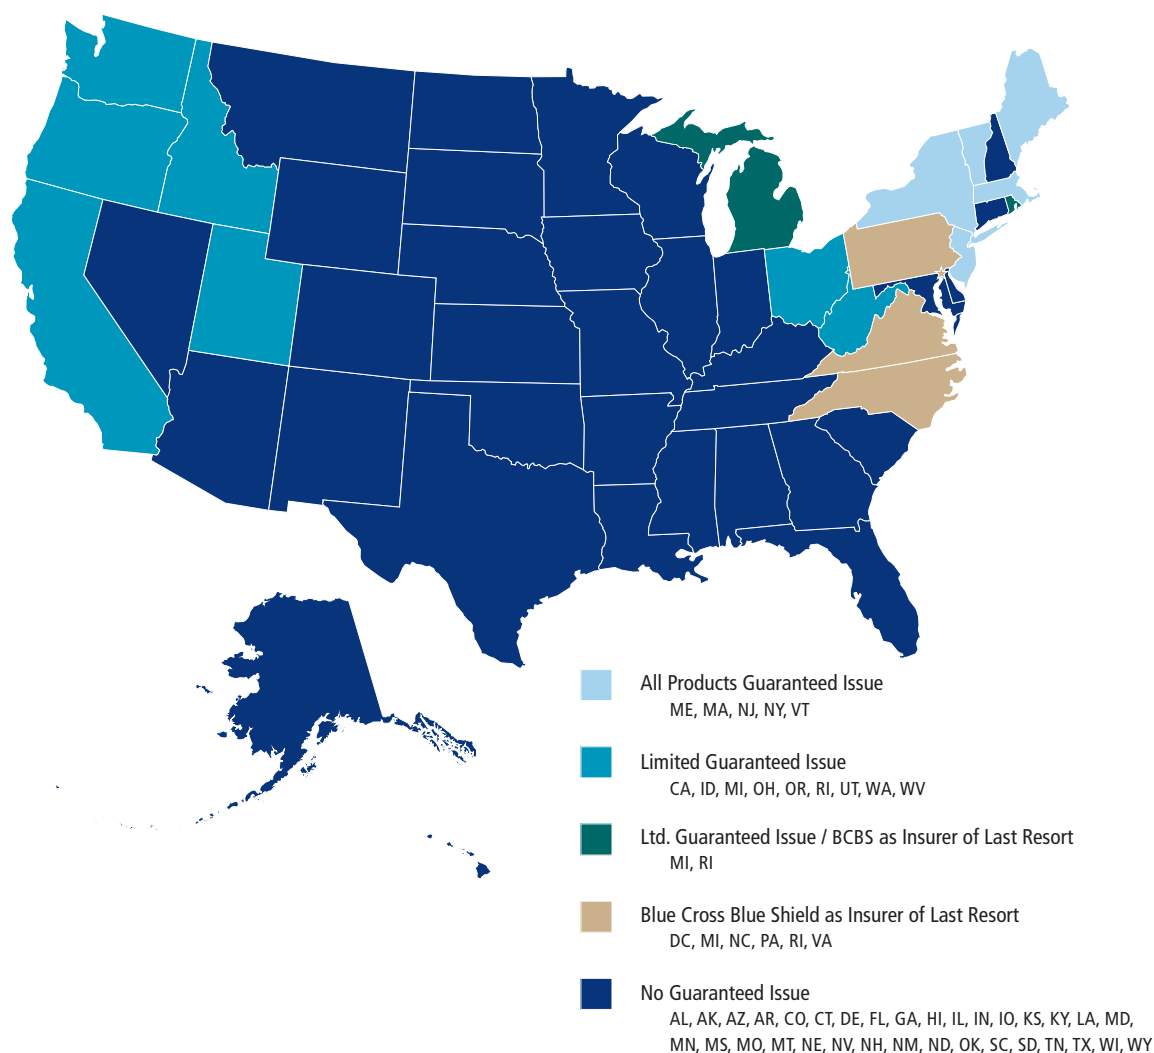 All Products Guaranteed Issue
ME, MA, NJ, NY, VT
Limited Guaranteed Issue
CA, ID, MI, OH, OR, RI, UT, WA, WV
Ltd. Guaranteed Issue / BCBS as Insurer of Last Resort
MI, RI
Blue Cross Blue Shield as Insurer of Last Resort
DC, MI, NC, PA, RI, VA
No Guaranteed Issue
AL, AK, AZ, AR, CO, CT, DE, FL, GA, HI, IL, IN, IO, KS, KY, LA, MD,
MN, MS, MO, MT, NE, NV, NH, NM, ND, OK, SC, SD, TN, TX, WI, WY